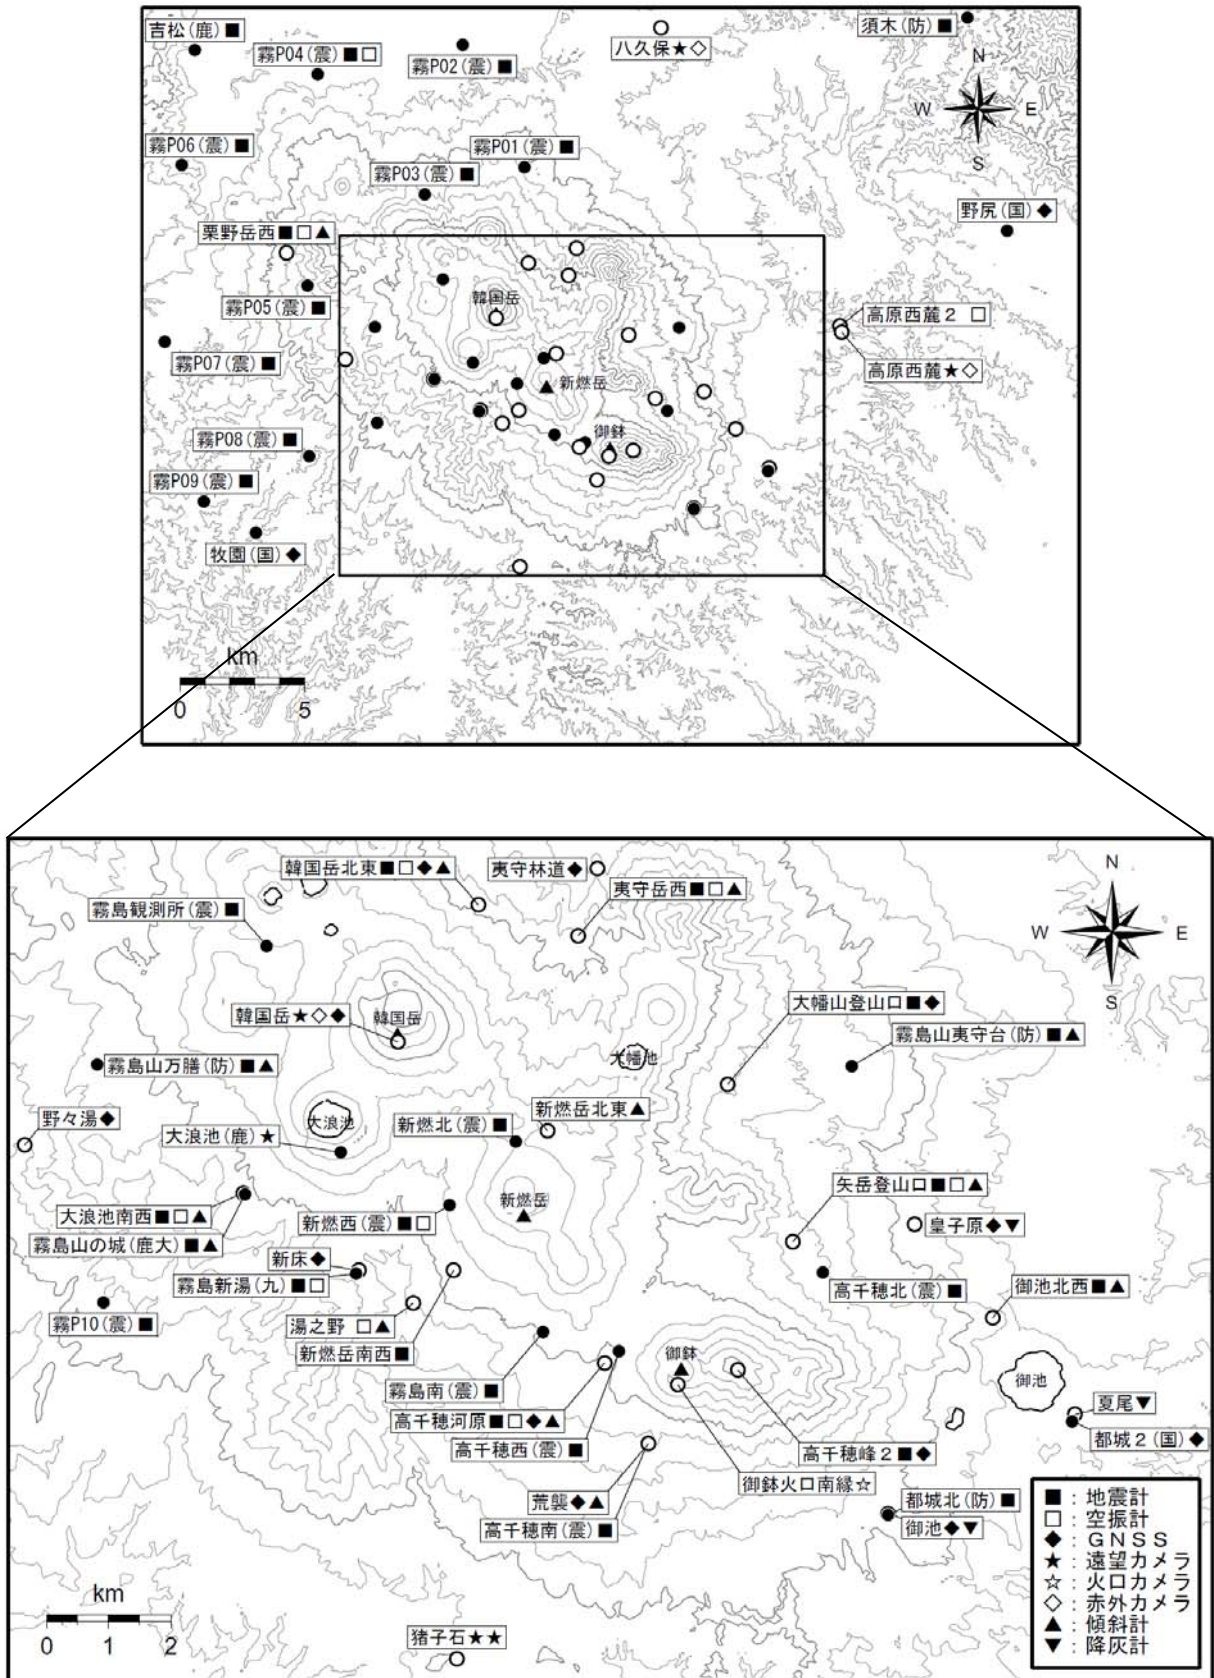 吉松(鹿)■
霧P04(震)■□
霧P02(震)■
八久保★◇
須木(防)■
N
W E
S
霧P06(震)■
霧P01(震)■
霧P03(震)■
野尻(国)◆
栗野岳西■□▲
霧P05(震)■
韓国岳
高原西麓2 □
霧P07(震)■
高原西麓★◇
新燃岳
霧P08(震)■
御鉢
霧P09(震)■
牧園(国)◆
km
0 5
韓国岳北東■□◆▲
夷守林道◆
夷守岳西■□▲
霧島観測所(震)■
N
W E
S
韓国岳★◇◆
韓国岳
大幡山登山口■◆
霧島山夷守台(防)■▲
霧島山万膳(防)■▲
大幡池
野々湯◆
大浪池
新燃岳北東▲
大浪池(鹿)★
新燃北(震)■
矢岳登山口■□▲
大浪池南西■□▲
新燃西(震)■□
新燃岳
皇子原◆▼
霧島山の城(鹿大)■▲
新床◆
霧島新湯(九)■□
高千穂北(震)■
御池北西■▲
霧P10(震)■
湯之野 □▲
新燃岳南西■
御鉢
霧島南(震)■
御池
高千穂河原■□◆▲
夏尾▼
高千穂西(震)■
高千穂峰2■◆
都城2(国)◆
御鉢火口南縁☆
荒襲◆▲
都城北(防)■
高千穂南(震)■
御池◆▼
■：地震計
□：空振計
◆：GNSS
★：遠望カメラ
☆：火口カメラ
◇：赤外カメラ
▲：傾斜計
▼：降灰計
km
0 1 2
猪子石★★